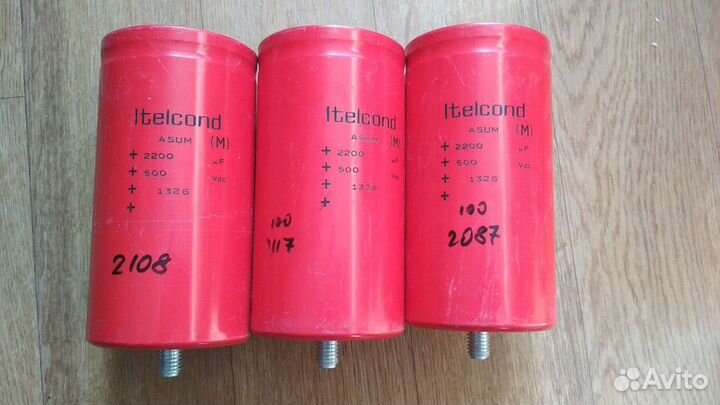 Itelcond
ASUM (M)
+ 2200 µF
+ 500 Vdc
+ 1326
+
2108
Itelcond
ASUM (M)
+ 2200 µF
+ 500 Vdc
+ 1326
+
100
2117
Itelcond
ASUM (M)
+ 2200 µF
+ 500 Vdc
+ 1326
+
100
2087
Avito